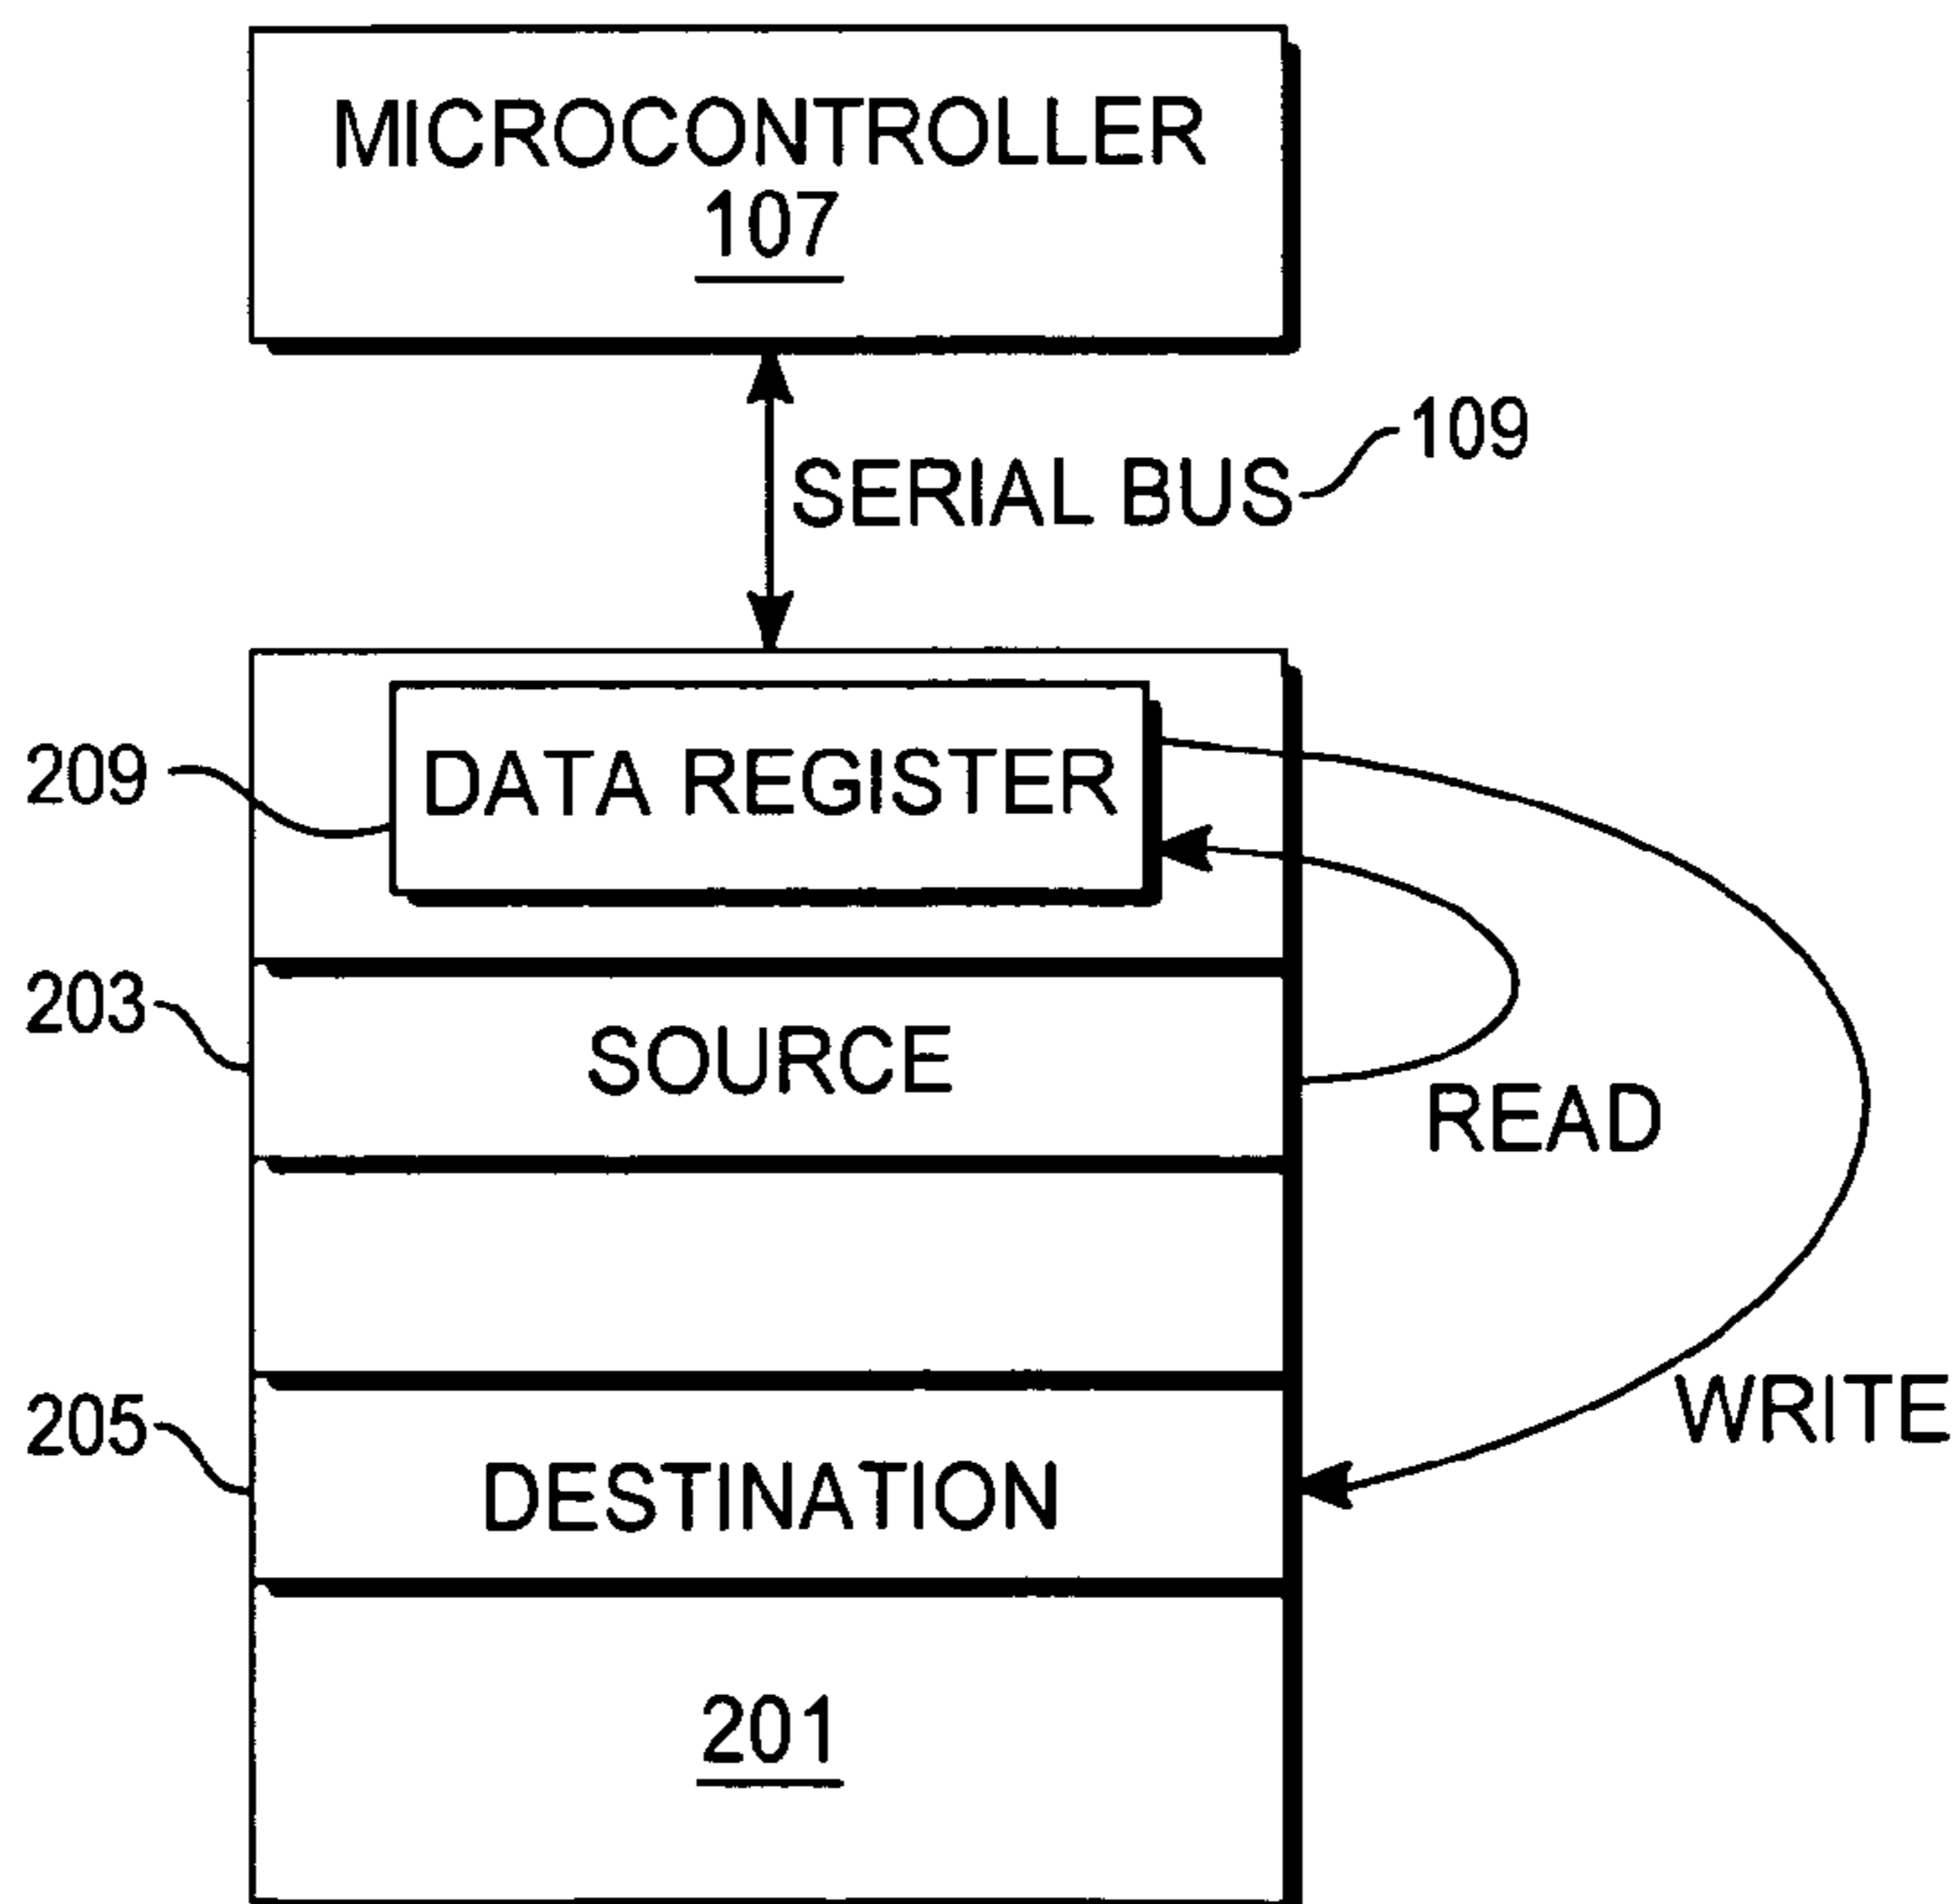 MICROCONTROLLER
107
109
SERIAL BUS
209
DATA REGISTER
203
SOURCE
READ
WRITE
205
DESTINATION
201